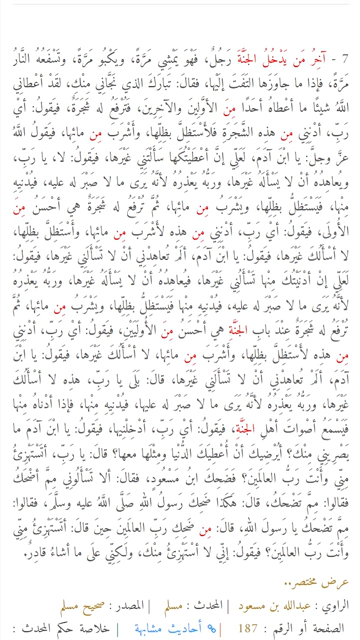 7 - آخِرُ مَن يَدْخُلُ الجَنَّةَ رَجُلٌ، فَهْوَ يَمْشِي مَرَّةً، ويَكْبُو مَرَّةً، وتَسْفَعُهُ النَّارُ
مَرَّةً، فإذا ما جاوَزَها التَفَتَ إلَيْها، فقالَ: تَبارَكَ الذي نَجَّانِي مِنْكِ، لقَدْ أعْطانِي
اللَّهُ شيئًا ما أعْطاهُ أحَدًا مِنَ الأوَّلِينَ والآخِرِينَ، فَتُرْفَعُ له شَجَرَةٌ، فيَقولُ: أيْ
رَبِّ، أدْنِنِي مِن هذِه الشَّجَرَةِ فَلأَسْتَظِلَّ بظِلِّها، وأَشْرَبَ مِن مائِها، فيَقولُ اللَّهُ
عزَّ وجلَّ: يا ابْنَ آدَمَ، لَعَلِّي إنْ أعْطَيْتُكَها سَأَلْتَنِي غَيْرَها، فيَقولُ: لا، يا رَبِّ،
ويُعاهِدُهُ أنْ لا يَسْأَلَهُ غَيْرَها، ورَبُّهُ يَعْذِرُهُ لأنَّهُ يَرَى ما لا صَبْرَ له عليه، فيُدْنِيهِ
مِنْها، فَيَسْتَظِلُّ بظِلِّها، ويَشْرَبُ مِن مائِها، ثُمَّ تُرْفَعُ له شَجَرَةٌ هي أحْسَنُ مِنَ
الأُولَى، فيَقولُ: أيْ رَبِّ، أدْنِنِي مِن هذِه لأَشْرَبَ مِن مائِها، وأَسْتَظِلَّ بظِلِّها،
لا أسْأَلُكَ غَيْرَها، فيَقولُ: يا ابْنَ آدَمَ، ألَمْ تُعاهِدْنِي أنْ لا تَسْأَلَنِي غَيْرَها، فيَقولُ:
لَعَلِّي إنْ أدْنَيْتُكَ مِنْها تَسْأَلُنِي غَيْرَها، فيُعاهِدُهُ أنْ لا يَسْأَلَهُ غَيْرَها، ورَبُّهُ يَعْذِرُهُ
لأنَّهُ يَرَى ما لا صَبْرَ له عليه، فيُدْنِيهِ مِنْها فَيَسْتَظِلُّ بظِلِّها، ويَشْرَبُ مِن مائِها، ثُمَّ
تُرْفَعُ له شَجَرَةٌ عِنْدَ بابِ الجَنَّةِ هي أحْسَنُ مِنَ الأُولَيَيْنِ، فيَقولُ: أيْ رَبِّ، أدْنِنِي
مِن هذِه لأَسْتَظِلَّ بظِلِّها، وأَشْرَبَ مِن مائِها، لا أسْأَلُكَ غَيْرَها، فيَقولُ: يا ابْنَ
آدَمَ، ألَمْ تُعاهِدْنِي أنْ لا تَسْأَلَنِي غَيْرَها، قالَ: بَلَى يا رَبِّ، هذِه لا أسْأَلُكَ
غَيْرَها، ورَبُّهُ يَعْذِرُهُ لأنَّهُ يَرَى ما لا صَبْرَ له عليها، فيُدْنِيهِ مِنْها، فإذا أدْناهُ مِنْها
فَيَسْمَعُ أصْواتَ أهْلِ الجَنَّةِ، فيَقولُ: أيْ رَبِّ، أدْخِلْنِيها، فيَقولُ: يا ابْنَ آدَمَ ما
يَصْرِينِي مِنْكَ؟ أيُرْضِيكَ أنْ أُعْطِيَكَ الدُّنْيا ومِثْلَها معها؟ قالَ: يا رَبِّ، أتَسْتَهْزِئُ
مِنِّي وأَنْتَ رَبُّ العالَمِينَ؟ فَضَحِكَ ابنُ مَسْعُودٍ، فقالَ: ألا تَسْأَلُونِي مِمَّ أضْحَكُ
فقالوا: مِمَّ تَضْحَكُ، قالَ: هَكَذا ضَحِكَ رَسولُ اللهِ صَلَّى اللَّهُ عليه وسلَّمَ، فقالوا:
مِمَّ تَضْحَكُ يا رَسولَ اللهِ، قالَ: مِن ضَحِكِ رَبِّ العالَمِينَ حِينَ قالَ: أتَسْتَهْزِئُ مِنِّي
وأَنْتَ رَبُّ العالَمِينَ؟ فيَقولُ: إنِّي لا أسْتَهْزِئُ مِنْكَ، ولَكِنِّي علَى ما أشاءُ قادِرٌ.
عرض مختصر..
الراوي : عبدالله بن مسعود | المحدث : مسلم | المصدر : صحيح مسلم
الصفحة أو الرقم : 187 | أحاديث مشابهة | خلاصة حكم المحدث :